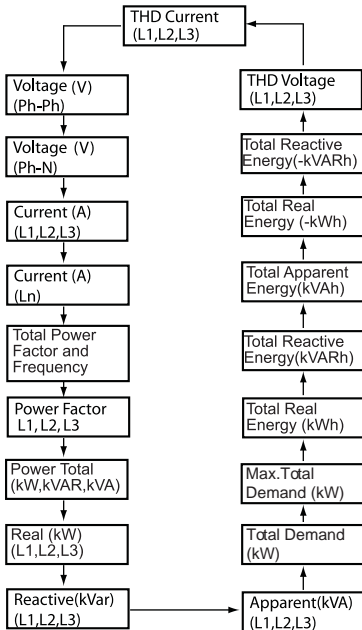 THD Current
(L1,L2,L3)
Voltage (V)
(Ph-Ph)
Voltage (V)
(Ph-N)
Current (A)
(L1,L2,L3)
Current (A)
(Ln)
Total Power
Factor and
Frequency
Power Factor
L1, L2, L3
Power Total
(kW,kVAR,kVA)
Real (kW)
(L1,L2,L3)
Reactive(kVar)
(L1,L2,L3)
Apparent(kVA)
(L1,L2,L3)
Total Demand
(kW)
Max.Total
Demand (kW)
Total Real
Energy (kWh)
Total Reactive
Energy(kVARh)
Total Apparent
Energy(kVAh)
Total Real
Energy (-kWh)
Total Reactive
Energy(-kVARh)
THD Voltage
(L1,L2,L3)